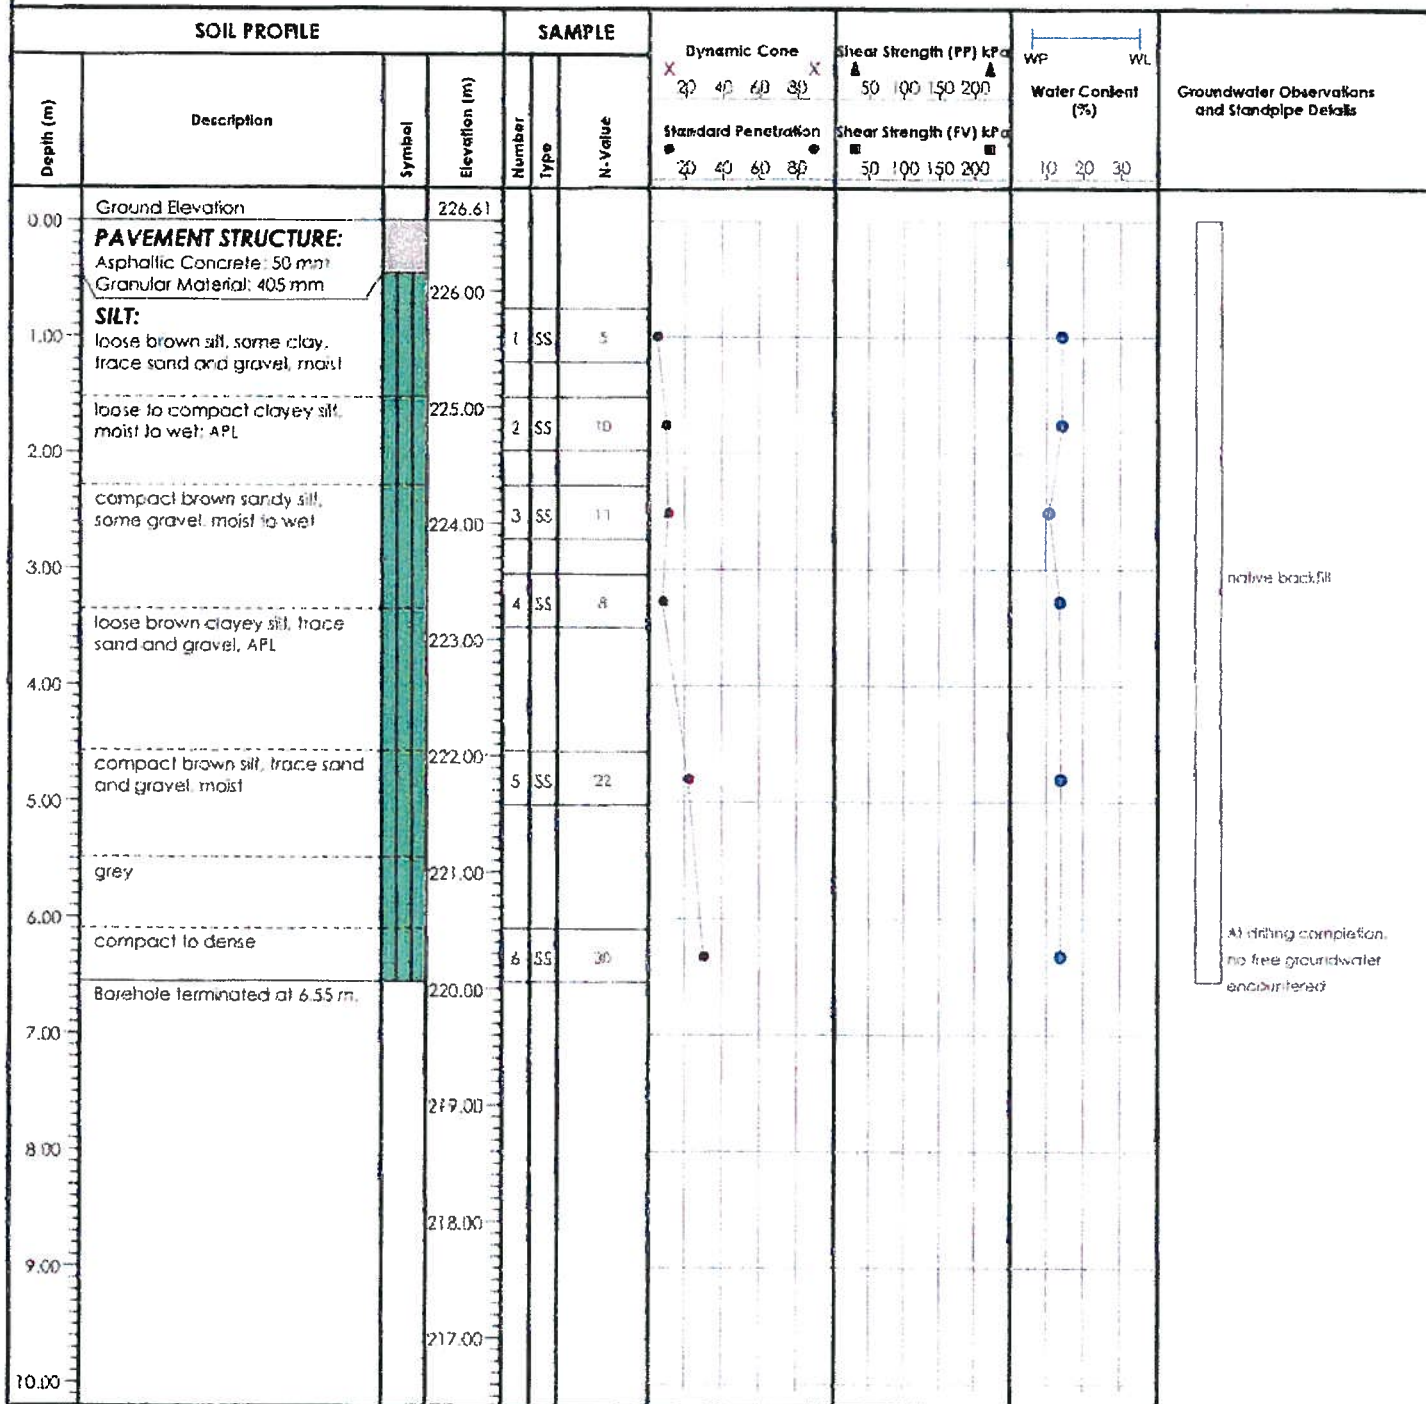 SOIL PROFILE
SAMPLE
Depth (m)
Description
Symbol
Elevation (m)
Number
Type
N-Value
Dynamic Cone
X X
20 40 60 80
Standard Penetration
20 40 60 80
Shear Strength (PP) kPa
50 100 150 200
Shear Strength (FV) kPa
50 100 150 200
WP WL
Water Content
(%)
10 20 30
Groundwater Observations
and Standpipe Details
Ground Elevation 226.61
0.00
PAVEMENT STRUCTURE:
Asphaltic Concrete: 50 mm
Granular Material: 405 mm
226.00
SILT:
1.00
loose brown silt, some clay,
trace sand and gravel, moist
1 SS 5
loose to compact clayey silt,
moist to wet; APL
225.00
2 SS 10
2.00
compact brown sandy silt,
some gravel, moist to wet
3 SS 11
224.00
3.00
native backfill
4 SS 8
loose brown clayey silt, trace
sand and gravel, APL
223.00
4.00
222.00
compact brown silt, trace sand
and gravel, moist
5 SS 22
5.00
grey
221.00
6.00
compact to dense
6 SS 30
At drilling completion,
no free groundwater
encountered
Borehole terminated at 6.55 m.
220.00
7.00
219.00
8.00
218.00
9.00
217.00
10.00